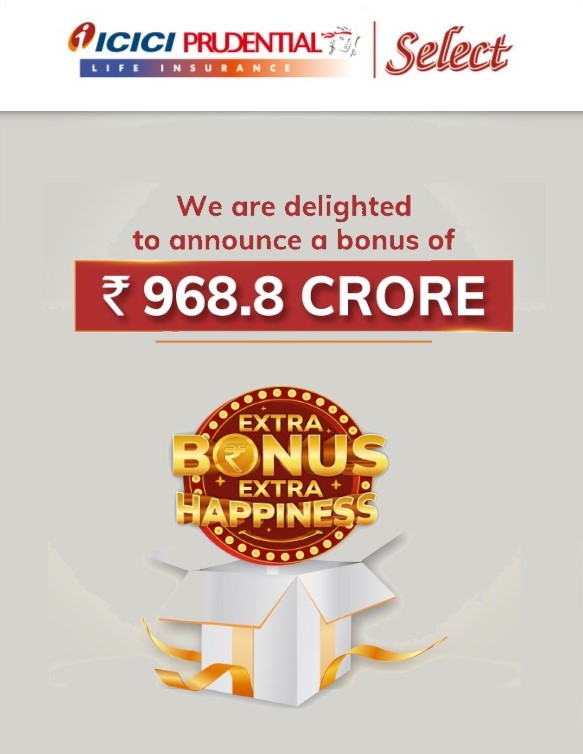 ICICI PRUDENTIAL
LIFE INSURANCE
Select
We are delighted
to announce a bonus of
₹ 968.8 CRORE
EXTRA
BONUS
EXTRA
HAPPINESS